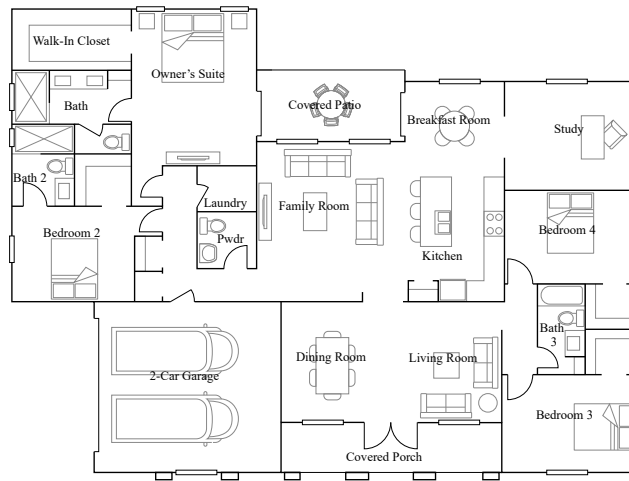 Walk-In Closet
Owner's Suite
Bath
Covered Patio
Breakfast Room
Study
Bath 2
Laundry
Family Room
Bedroom 2
Pwdr
Kitchen
Bedroom 4
Bath
3
Dining Room
Living Room
2-Car Garage
Bedroom 3
Covered Porch